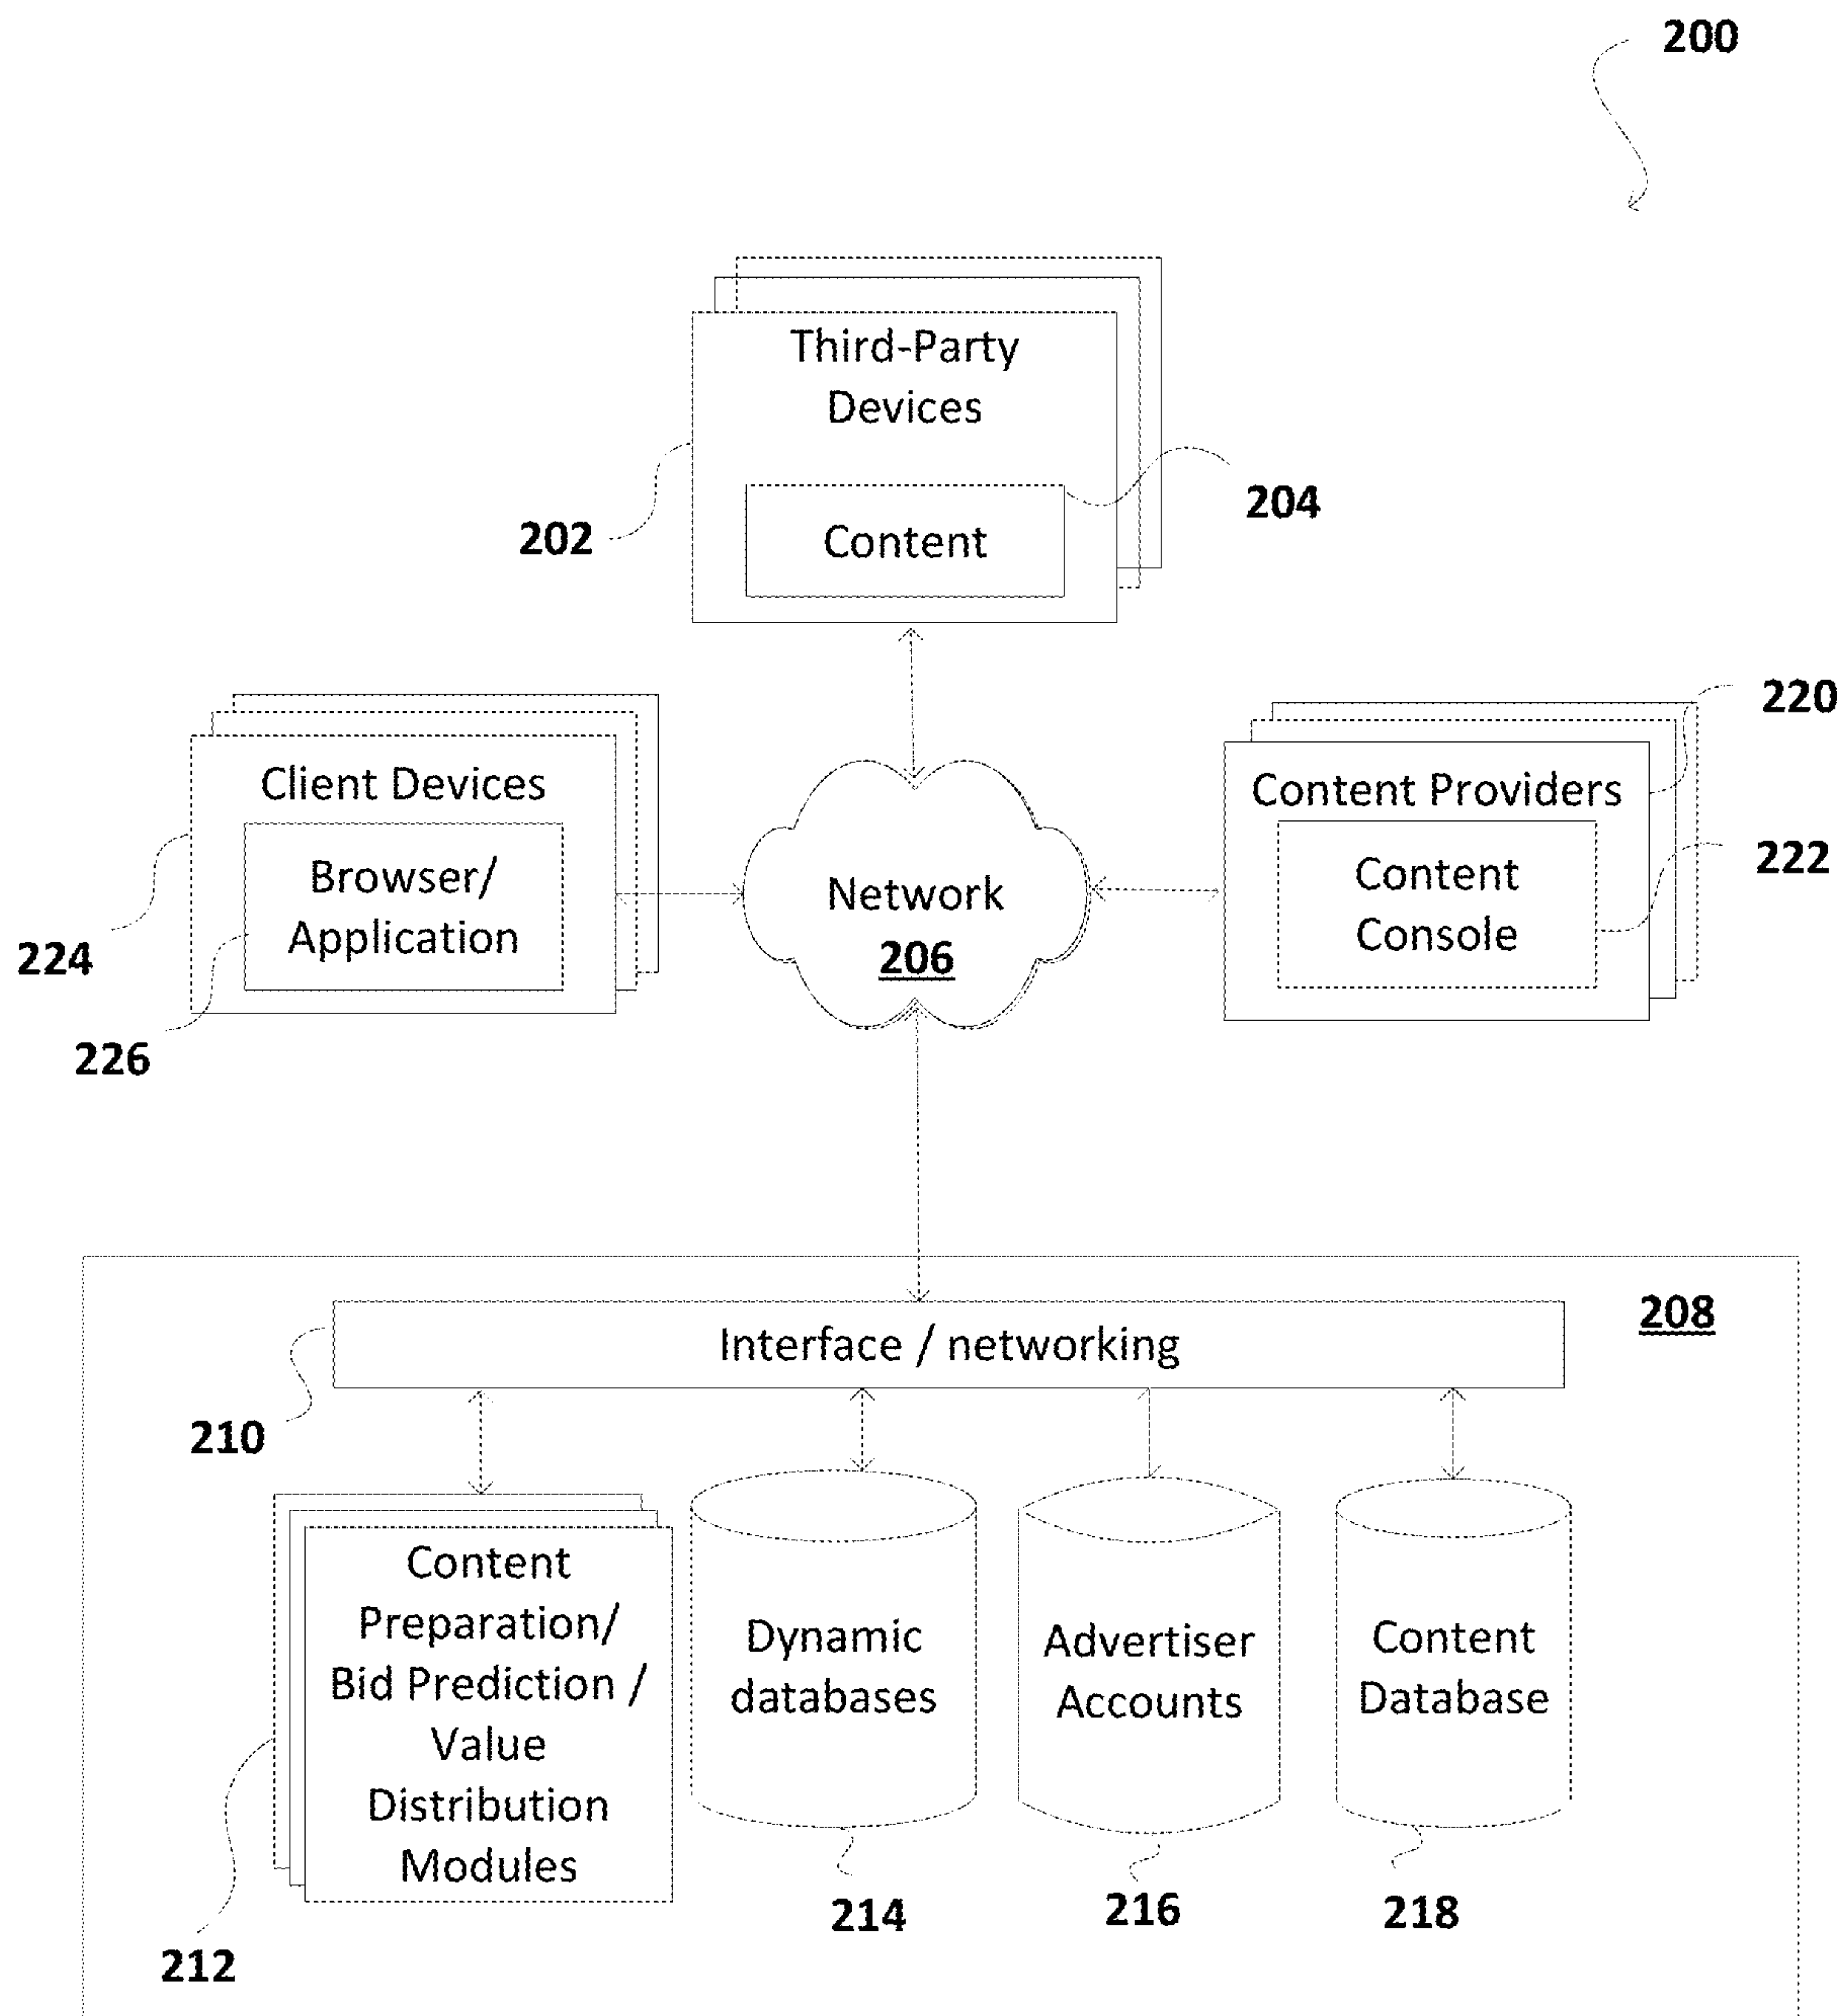 200
Third-Party
Devices
204
202
Content
220
Client Devices
Content Providers
Browser/
Application
Network
206
Content
Console
222
224
226
208
Interface / networking
210
Content
Preparation/
Bid Prediction /
Value
Distribution
Modules
Dynamic
databases
Advertiser
Accounts
Content
Database
214
216
218
212